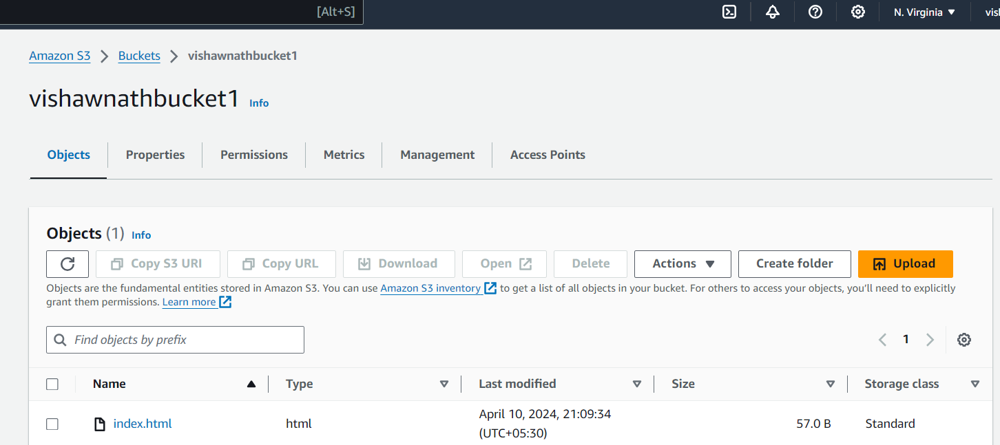 [Alt+S]
N. Virginia
Amazon S3 Buckets vishawnathbucket1
vishawnathbucket1 Info
Objects Properties Permissions Metrics Management Access Points
Objects (1) Info
Copy S3 URI Copy URL Download Open Delete Actions Create folder Upload
Objects are the fundamental entities stored in Amazon S3. You can use Amazon S3 inventory to get a list of all objects in your bucket. For others to access your objects, you'll need to explicitly
grant them permissions. Learn more
Find objects by prefix 1
Name Type Last modified Size Storage class
index.html html April 10, 2024, 21:09:34 57.0 B Standard
(UTC+05:30)